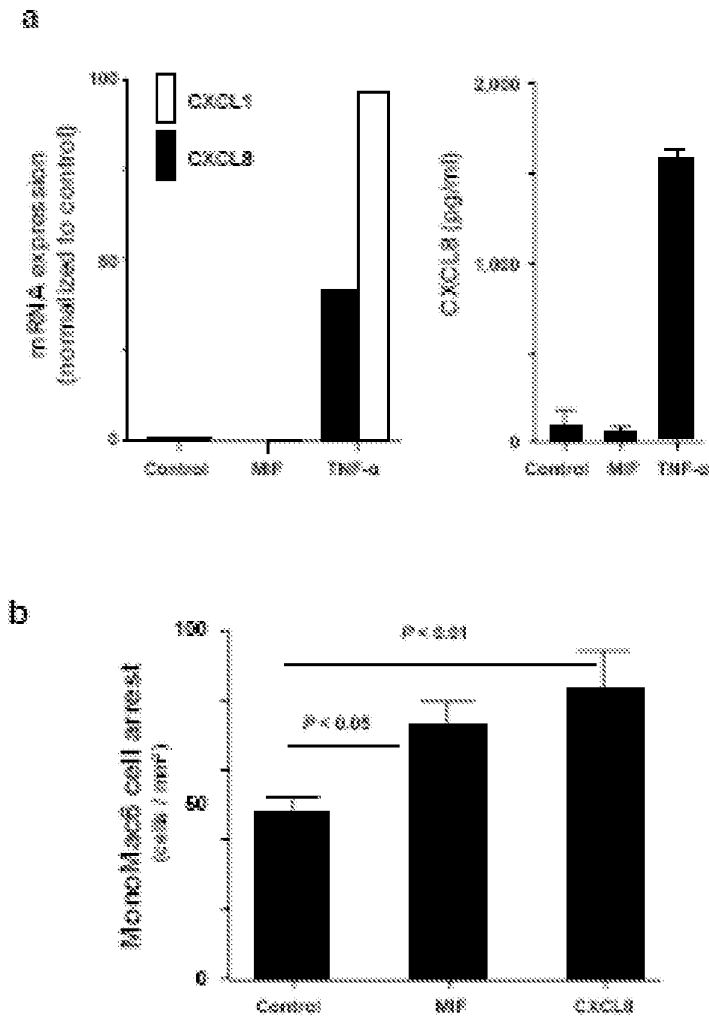 a
100
50
0
mRNA expression
(normalized to control)
CXCL1
CXCL8
Control MIF TNF-α
2,000
1,000
0
CXCL8 (pg/ml)
Control MIF TNF-α
b
100
50
0
MonoMac6 cell arrest
(cells / mm²)
P < 0.01
P < 0.05
Control MIF CXCL8